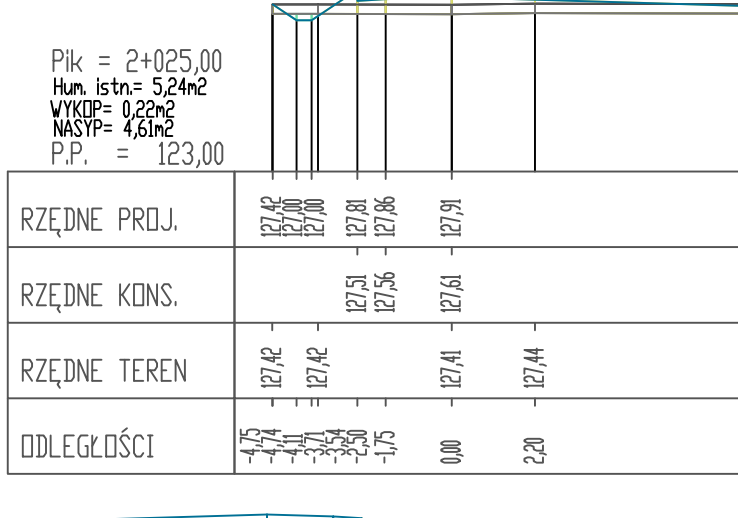 Pik = 2+025,00
Hum. istn.= 5,24m2
WYKOP= 0,22m2
NASYP= 4,61m2
P.P. = 123,00
RZĘDNE PROJ. 127,42 127,00 127,00 127,81 127,86 127,91
RZĘDNE KONS. 127,51 127,56 127,61
RZĘDNE TEREN 127,42 127,42 127,41 127,44
ODLEGŁOŚCI -4,75 -4,74 -4,11 -3,71 -3,54 -2,50 -1,75 0,00 2,20